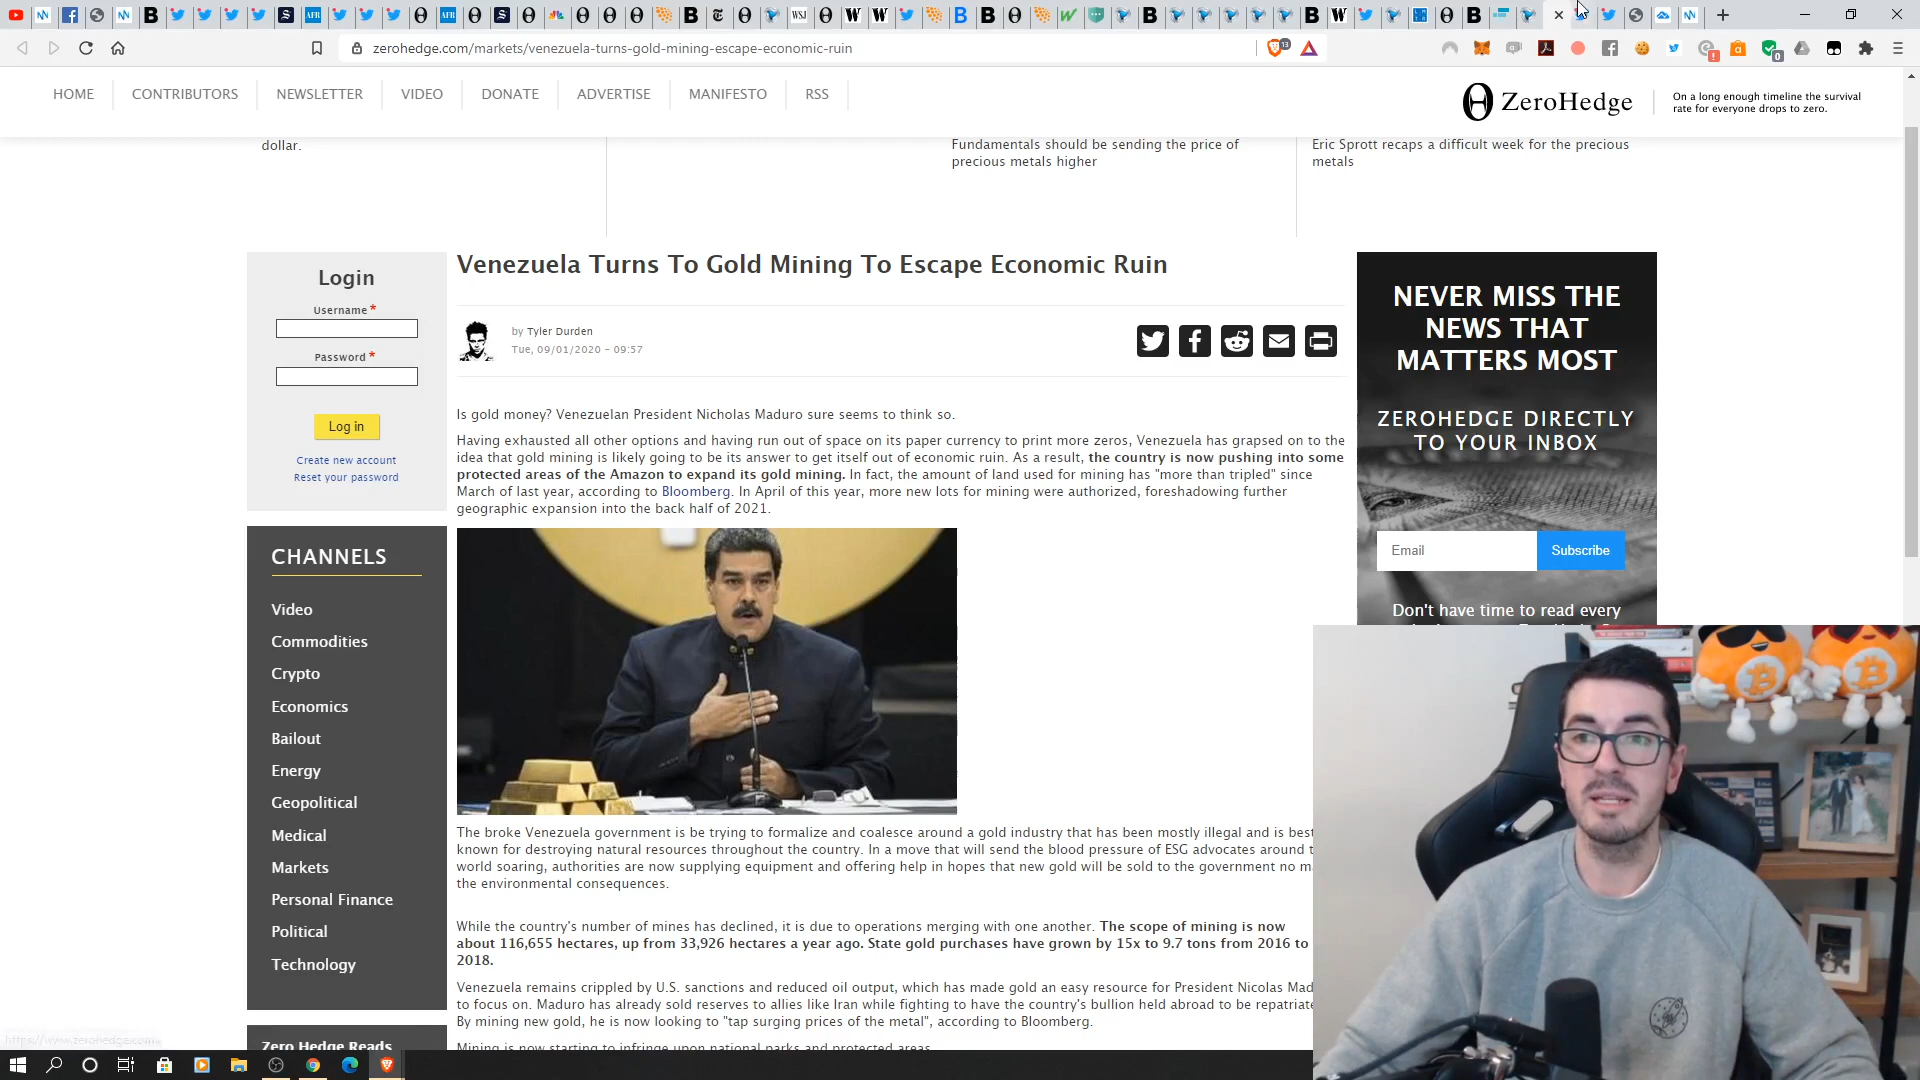 zerohedge.com/markets/venezuela-turns-gold-mining-escape-economic-ruin
HOME
CONTRIBUTORS
NEWSLETTER
VIDEO
DONATE
ADVERTISE
MANIFESTO
RSS
ZeroHedge
On a long enough timeline the survival
rate for everyone drops to zero.
dollar.
Fundamentals should be sending the price of
precious metals higher
Eric Sprott recaps a difficult week for the precious
metals
Login
Username *
Password *
Log in
Create new account
Reset your password
CHANNELS
Video
Commodities
Crypto
Economics
Bailout
Energy
Geopolitical
Medical
Markets
Personal Finance
Political
Technology
Zero Hedge Reads
Venezuela Turns To Gold Mining To Escape Economic Ruin
by Tyler Durden
Tue, 09/01/2020 - 09:57
Is gold money? Venezuelan President Nicholas Maduro sure seems to think so.
Having exhausted all other options and having run out of space on its paper currency to print more zeros, Venezuela has grapsed on to the
idea that gold mining is likely going to be its answer to get itself out of economic ruin. As a result, the country is now pushing into some
protected areas of the Amazon to expand its gold mining. In fact, the amount of land used for mining has "more than tripled" since
March of last year, according to Bloomberg. In April of this year, more new lots for mining were authorized, foreshadowing further
geographic expansion into the back half of 2021.
The broke Venezuela government is be trying to formalize and coalesce around a gold industry that has been mostly illegal and is best
known for destroying natural resources throughout the country. In a move that will send the blood pressure of ESG advocates around t
world soaring, authorities are now supplying equipment and offering help in hopes that new gold will be sold to the government no m
the environmental consequences.
While the country's number of mines has declined, it is due to operations merging with one another. The scope of mining is now
about 116,655 hectares, up from 33,926 hectares a year ago. State gold purchases have grown by 15x to 9.7 tons from 2016 to
2018.
Venezuela remains crippled by U.S. sanctions and reduced oil output, which has made gold an easy resource for President Nicolas Mad
to focus on. Maduro has already sold reserves to allies like Iran while fighting to have the country's bullion held abroad to be repatriate
By mining new gold, he is now looking to "tap surging prices of the metal", according to Bloomberg.
Mining is now starting to infringe upon national parks and protected areas
NEVER MISS THE
NEWS THAT
MATTERS MOST
ZEROHEDGE DIRECTLY
TO YOUR INBOX
Email
Subscribe
Don't have time to read every
https://www.zerohedge.com